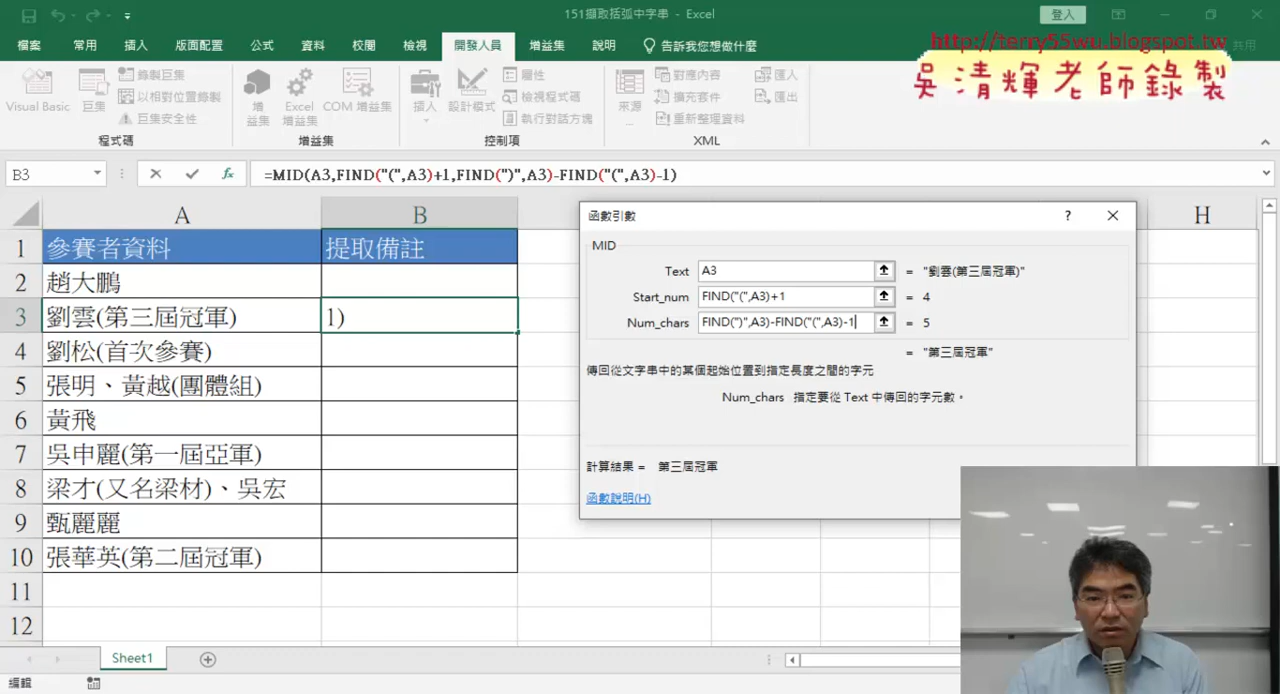 151擷取括弧中字串 - Excel
登入
檔案 常用 插入 版面配置 公式 資料 校閱 檢視 開發人員 增益集 說明 告訴我您想做什麼 共用
http://terry55wu.blogspot.tw
吳清輝老師錄製
Visual Basic 巨集 錄製巨集 以相對位置錄製 巨集安全性
程式碼
增益集 Excel 增益集 COM 增益集
增益集
插入 設計模式 屬性 檢視程式碼 執行對話方塊
控制項
來源 對應內容 擴充套件 重新整理資料 匯入 匯出
XML
B3 fx =MID(A3,FIND("(",A3)+1,FIND(")",A3)-FIND("(",A3)-1)
A B H
1 參賽者資料 提取備註
2 趙大鵬
3 劉雲(第三屆冠軍) 1)
4 劉松(首次參賽)
5 張明、黃越(團體組)
6 黃飛
7 吳申麗(第一屆亞軍)
8 梁才(又名梁材)、吳宏
9 甄麗麗
10 張華英(第二屆冠軍)
11
12
函數引數 ?
MID
Text A3 = "劉雲(第三屆冠軍)"
Start_num FIND("(",A3)+1 = 4
Num_chars FIND(")",A3)-FIND("(",A3)-1 = 5
= "第三屆冠軍"
傳回從文字串中的某個起始位置到指定長度之間的字元
Num_chars 指定要從 Text 中傳回的字元數。
計算結果 = 第三屆冠軍
函數說明(H)
Sheet1
編輯